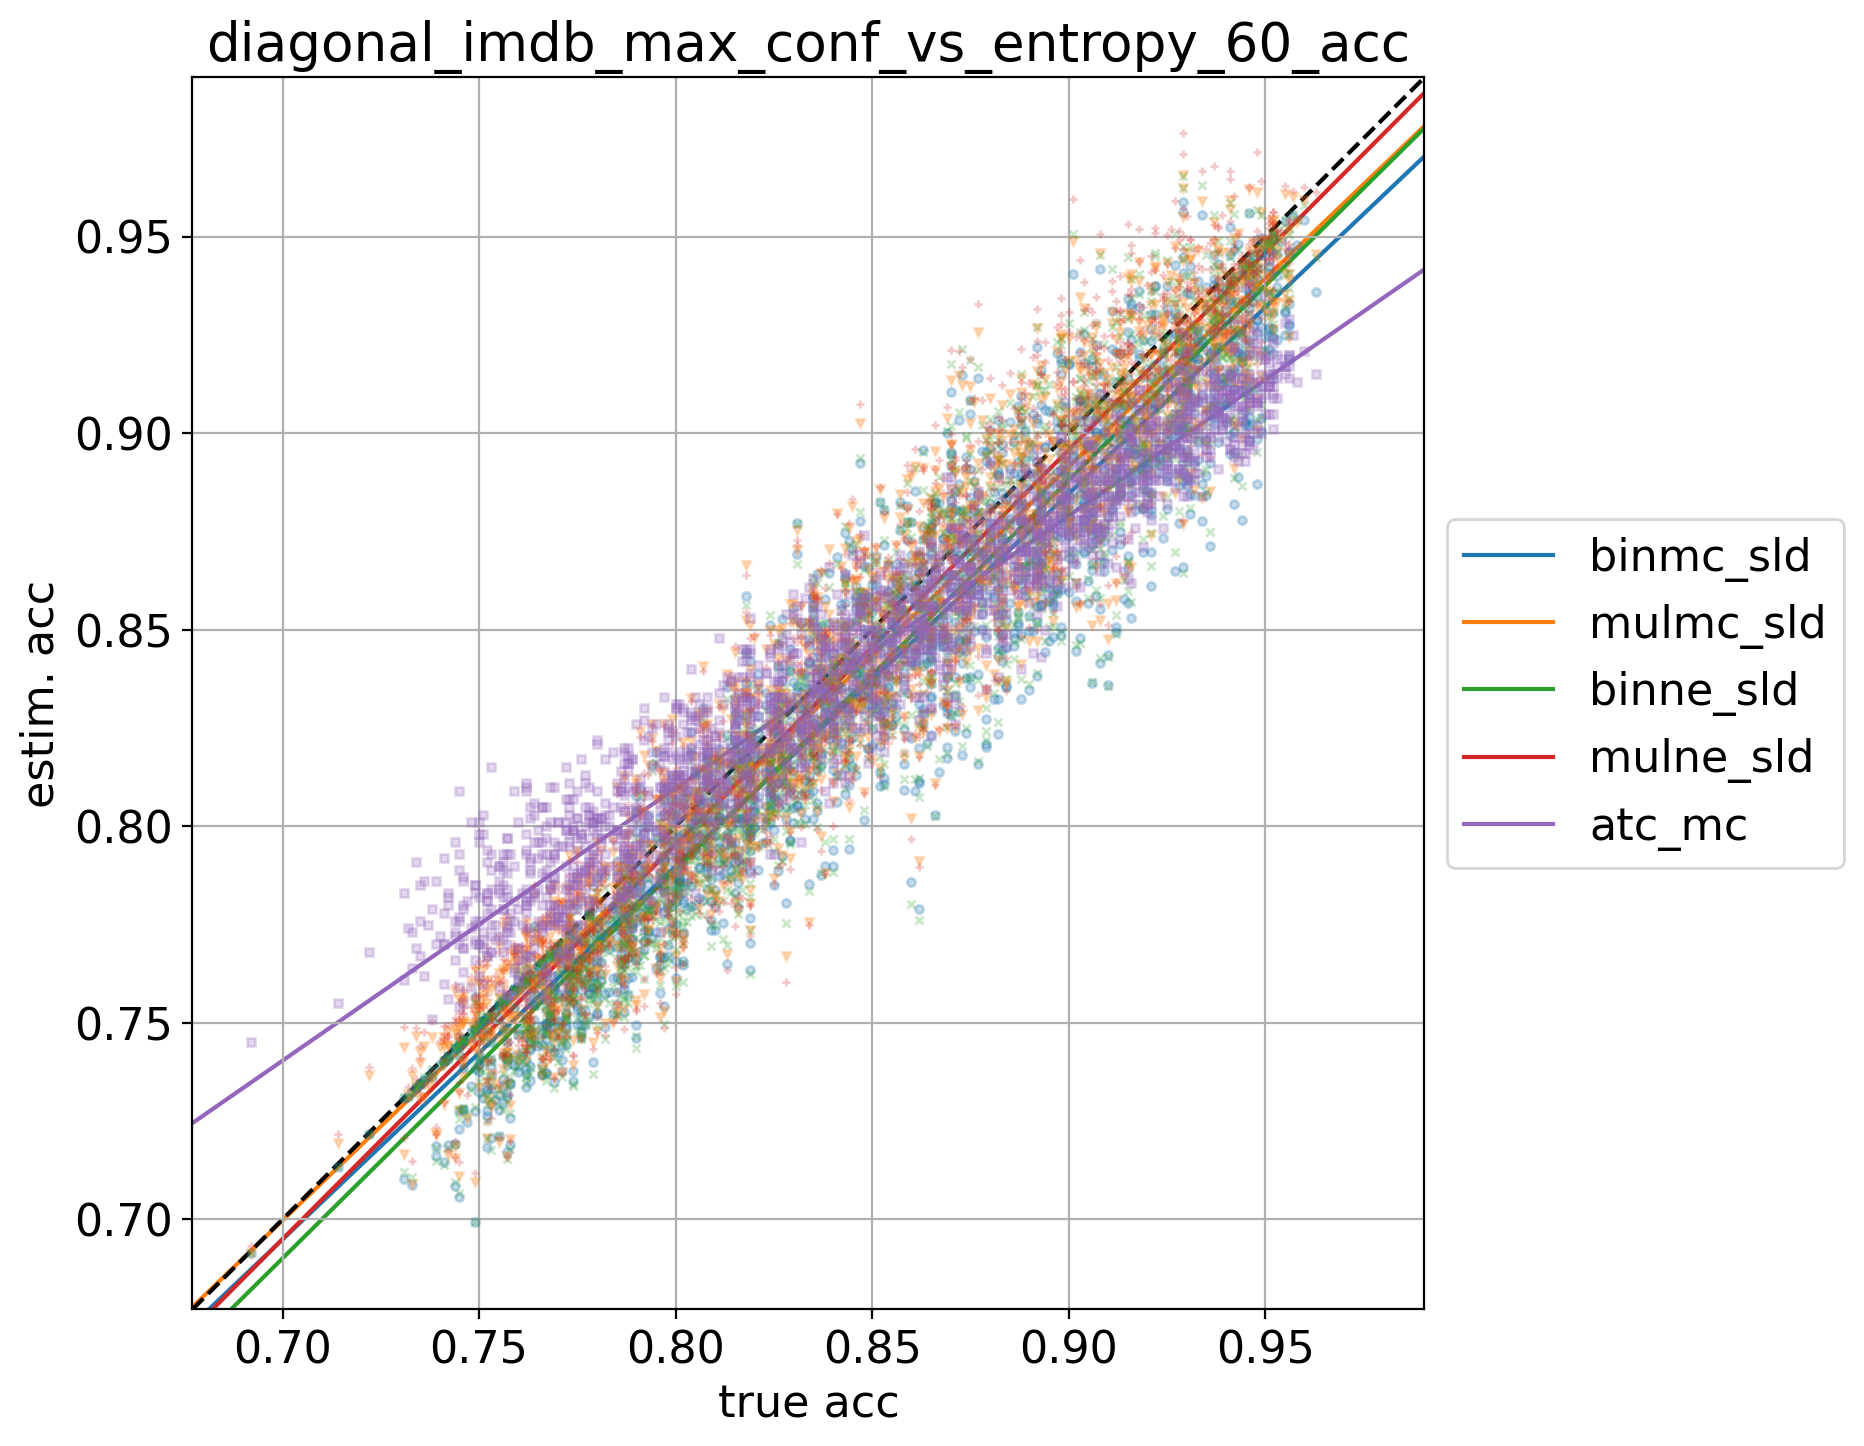 diagonal_imdb_max_conf_vs_entropy_60_acc
0.95
0.90
0.85
0.80
0.75
0.70
estim. acc
0.70 0.75 0.80 0.85 0.90 0.95
true acc
binmc_sld
mulmc_sld
binne_sld
mulne_sld
atc_mc